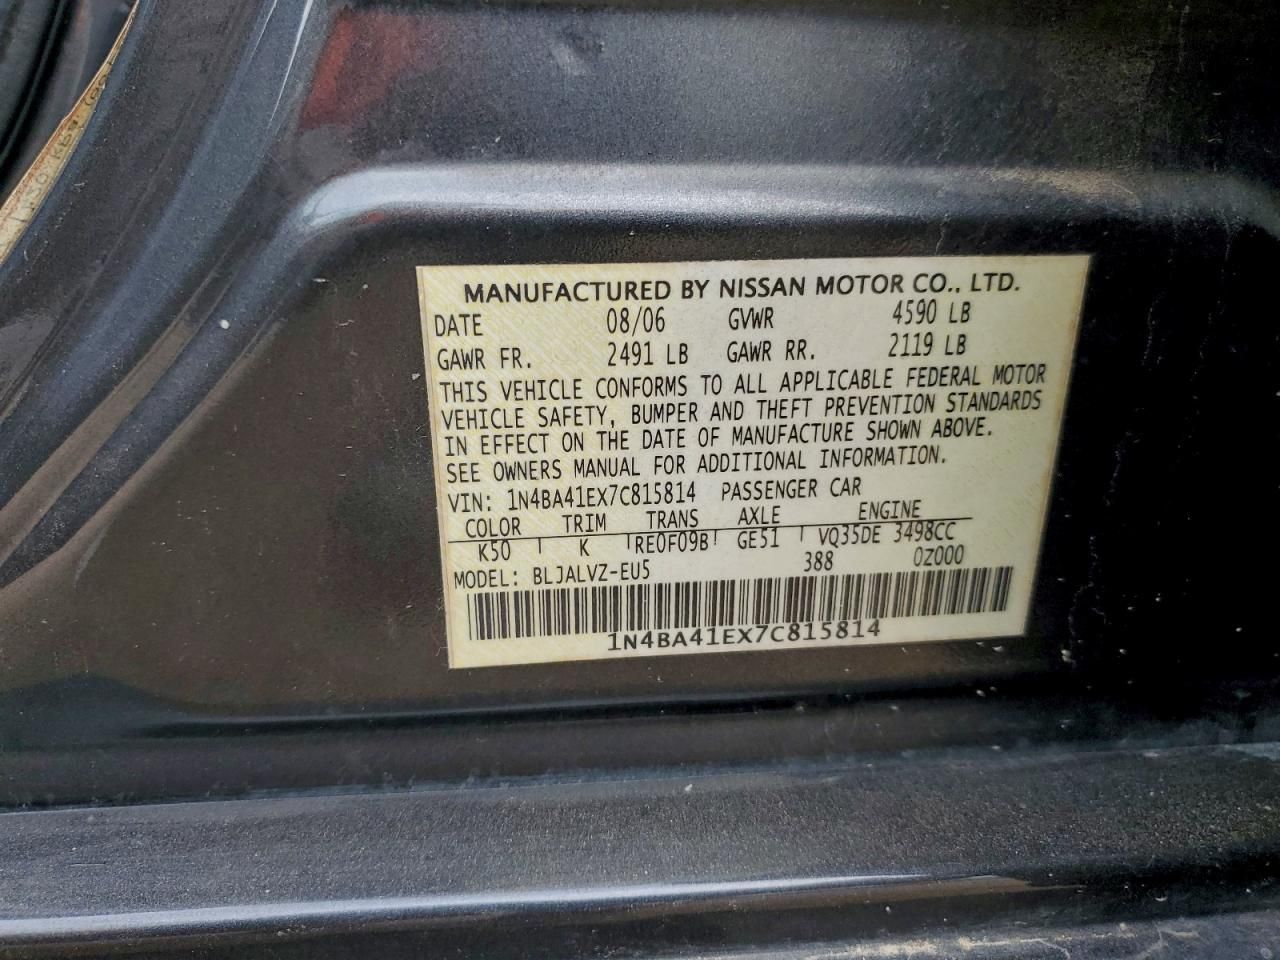 MANUFACTURED BY NISSAN MOTOR CO., LTD.
DATE 08/06 GVWR 4590 LB
GAWR FR. 2491 LB GAWR RR. 2119 LB
THIS VEHICLE CONFORMS TO ALL APPLICABLE FEDERAL MOTOR
VEHICLE SAFETY, BUMPER AND THEFT PREVENTION STANDARDS
IN EFFECT ON THE DATE OF MANUFACTURE SHOWN ABOVE.
SEE OWNERS MANUAL FOR ADDITIONAL INFORMATION.
VIN: 1N4BA41EX7C815814 PASSENGER CAR
COLOR TRIM TRANS AXLE ENGINE
K50 K RE0F09B GE51 VQ35DE 3498CC
MODEL: BLJALVZ-EU5 388 0Z000
1N4BA41EX7C815814